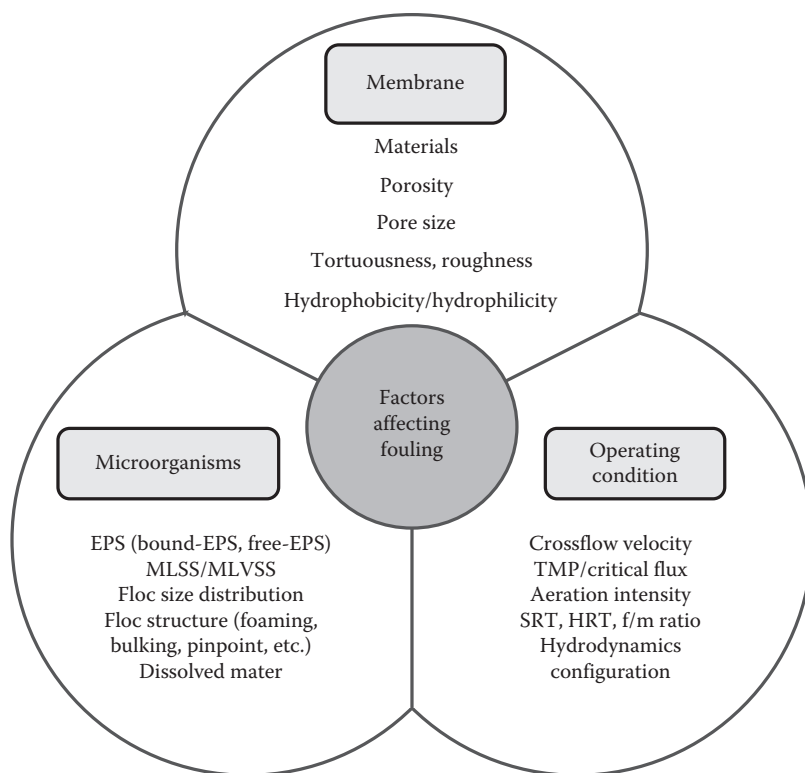 Membrane
Materials
Porosity
Pore size
Tortuousness, roughness
Hydrophobicity/hydrophilicity
Factors
affecting
fouling
Microorganisms
EPS (bound-EPS, free-EPS)
MLSS/MLVSS
Floc size distribution
Floc structure (foaming,
bulking, pinpoint, etc.)
Dissolved mater
Operating
condition
Crossflow velocity
TMP/critical flux
Aeration intensity
SRT, HRT, f/m ratio
Hydrodynamics
configuration